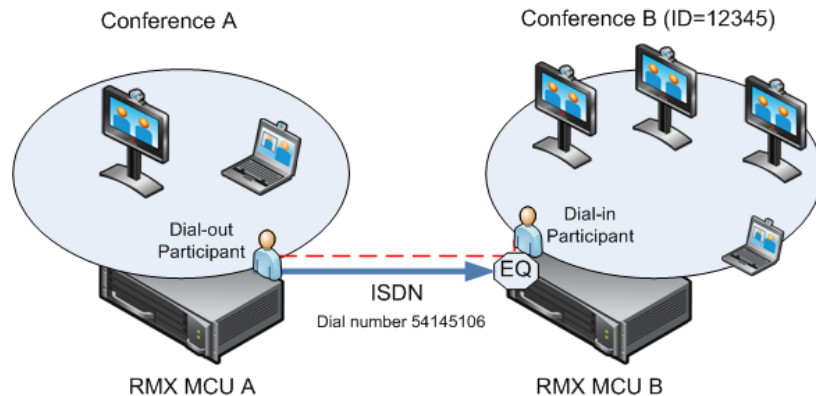 Conference A
Conference B (ID=12345)
Dial-out
Participant
Dial-in
Participant
EQ
ISDN
Dial number 54145106
RMX MCU A
RMX MCU B